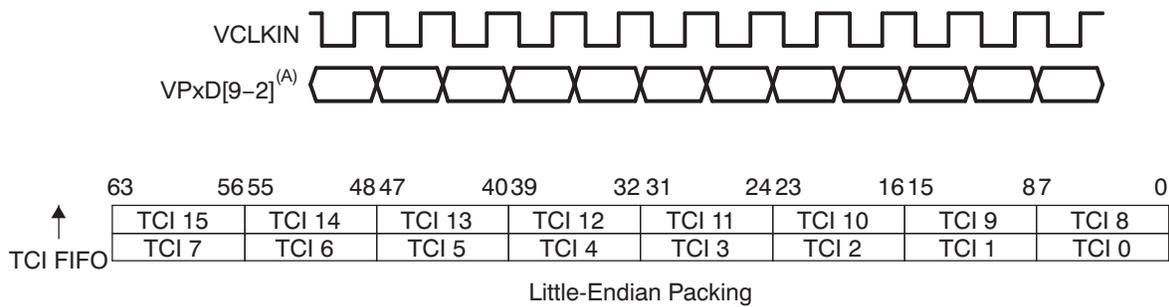 VCLKIN
VPxD[9−2](A)
63 56 55 48 47 40 39 32 31 24 23 16 15 8 7 0
TCI 15 TCI 14 TCI 13 TCI 12 TCI 11 TCI 10 TCI 9 TCI 8
TCI FIFO TCI 7 TCI 6 TCI 5 TCI 4 TCI 3 TCI 2 TCI 1 TCI 0
Little-Endian Packing